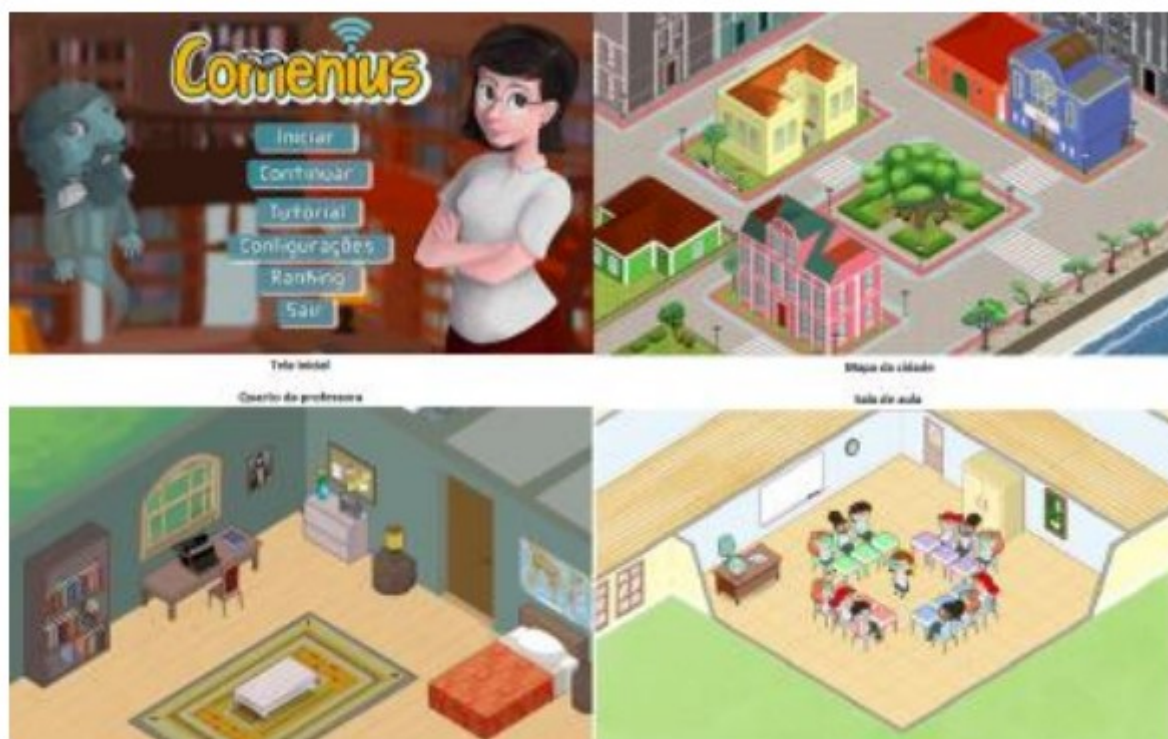 Comenius
Iniciar
Continuar
Tutorial
Configurações
Ranking
Sair
Tela inicial
Mapa da cidade
Quarto da professora
Sala de aula